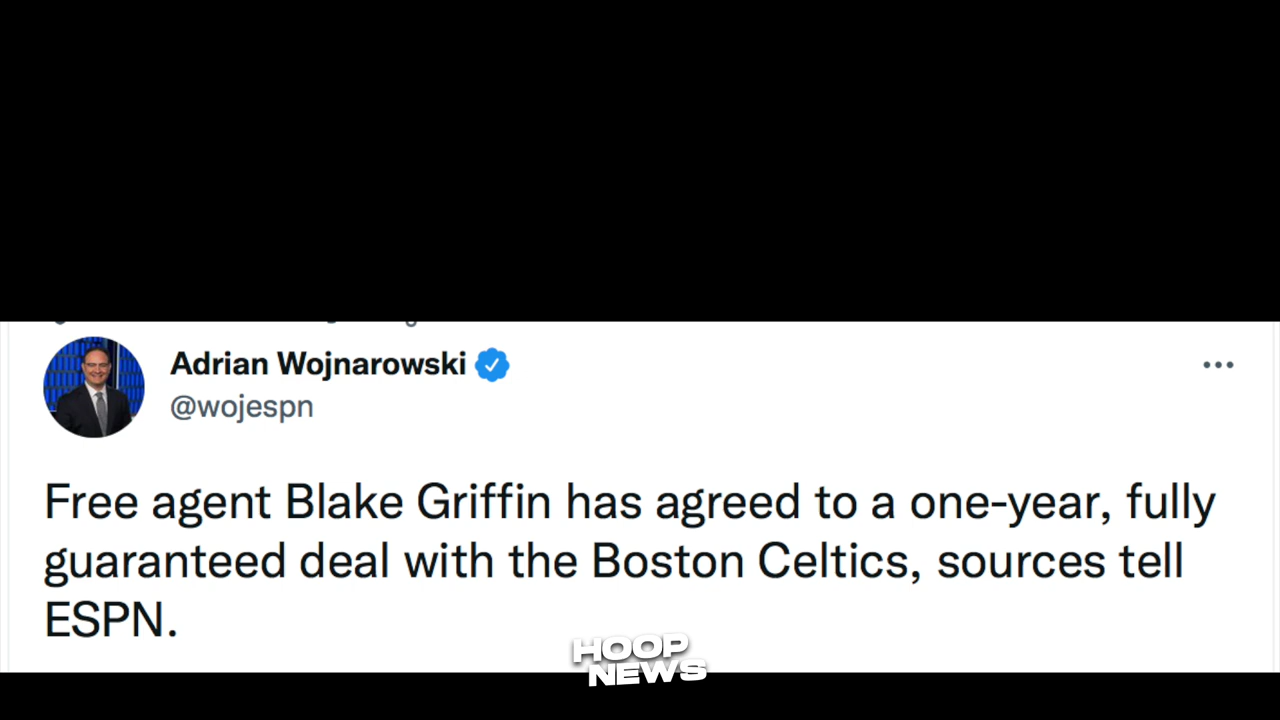 Adrian Wojnarowski
@wojespn
Free agent Blake Griffin has agreed to a one-year, fully
guaranteed deal with the Boston Celtics, sources tell
ESPN.
HOOP
NEWS